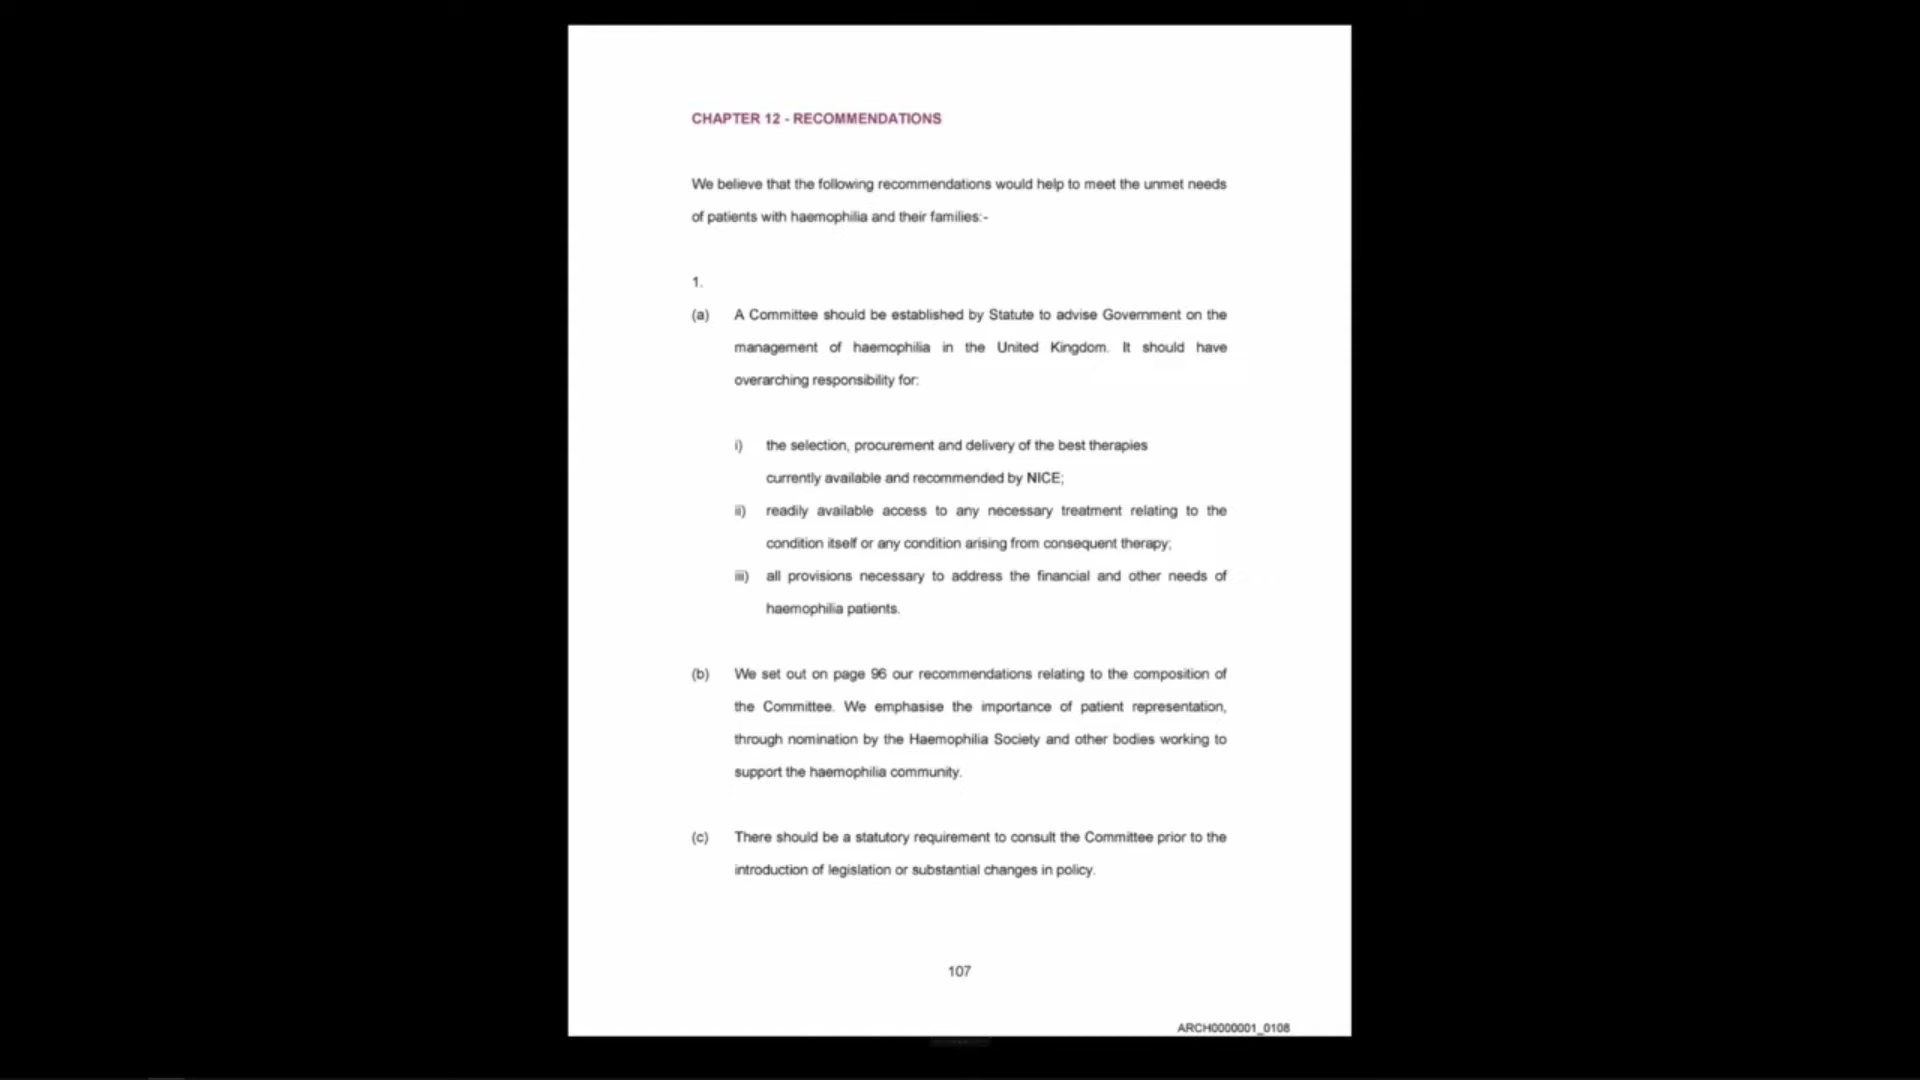 CHAPTER 12 - RECOMMENDATIONS
We believe that the following recommendations would help to meet the unmet needs
of patients with haemophilia and their families:-
1.
(a) A Committee should be established by Statute to advise Government on the
management of haemophilia in the United Kingdom. It should have
overarching responsibility for:
i) the selection, procurement and delivery of the best therapies
currently available and recommended by NICE;
ii) readily available access to any necessary treatment relating to the
condition itself or any condition arising from consequent therapy;
iii) all provisions necessary to address the financial and other needs of
haemophilia patients.
(b) We set out on page 96 our recommendations relating to the composition of
the Committee. We emphasise the importance of patient representation,
through nomination by the Haemophilia Society and other bodies working to
support the haemophilia community.
(c) There should be a statutory requirement to consult the Committee prior to the
introduction of legislation or substantial changes in policy.
107
ARCH0000001_0108